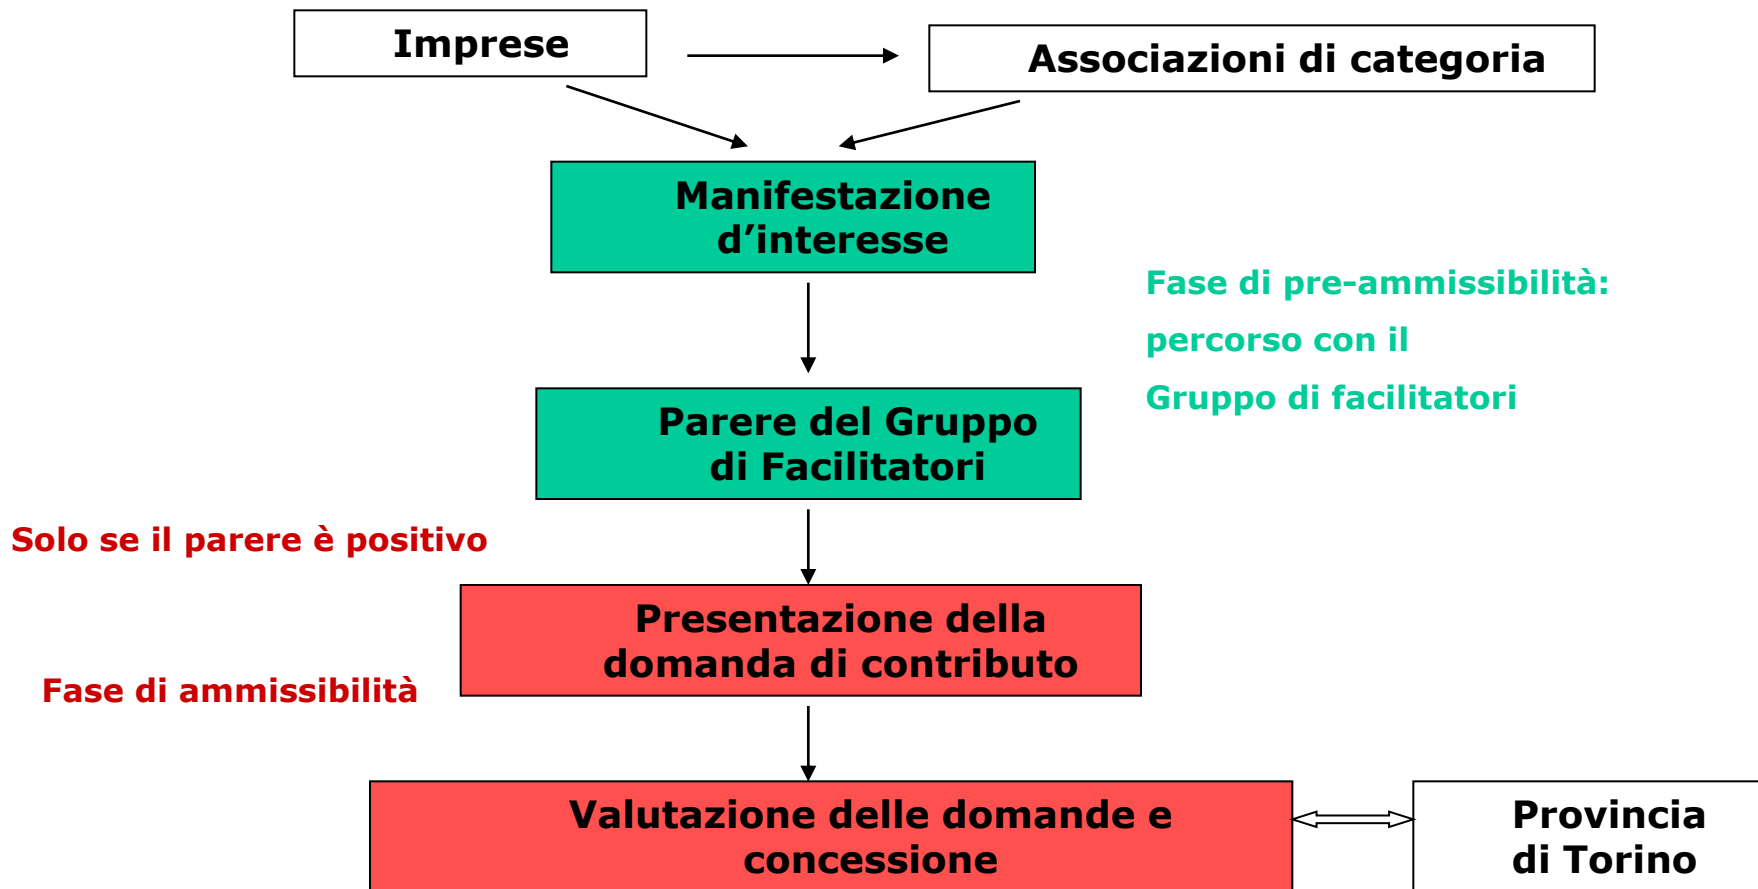 Imprese
Associazioni di categoria
Manifestazione
d’interesse
Fase di pre-ammissibilità:
percorso con il
Gruppo di facilitatori
Parere del Gruppo
di Facilitatori
Solo se il parere è positivo
Presentazione della
domanda di contributo
Fase di ammissibilità
Valutazione delle domande e
concessione
Provincia
di Torino